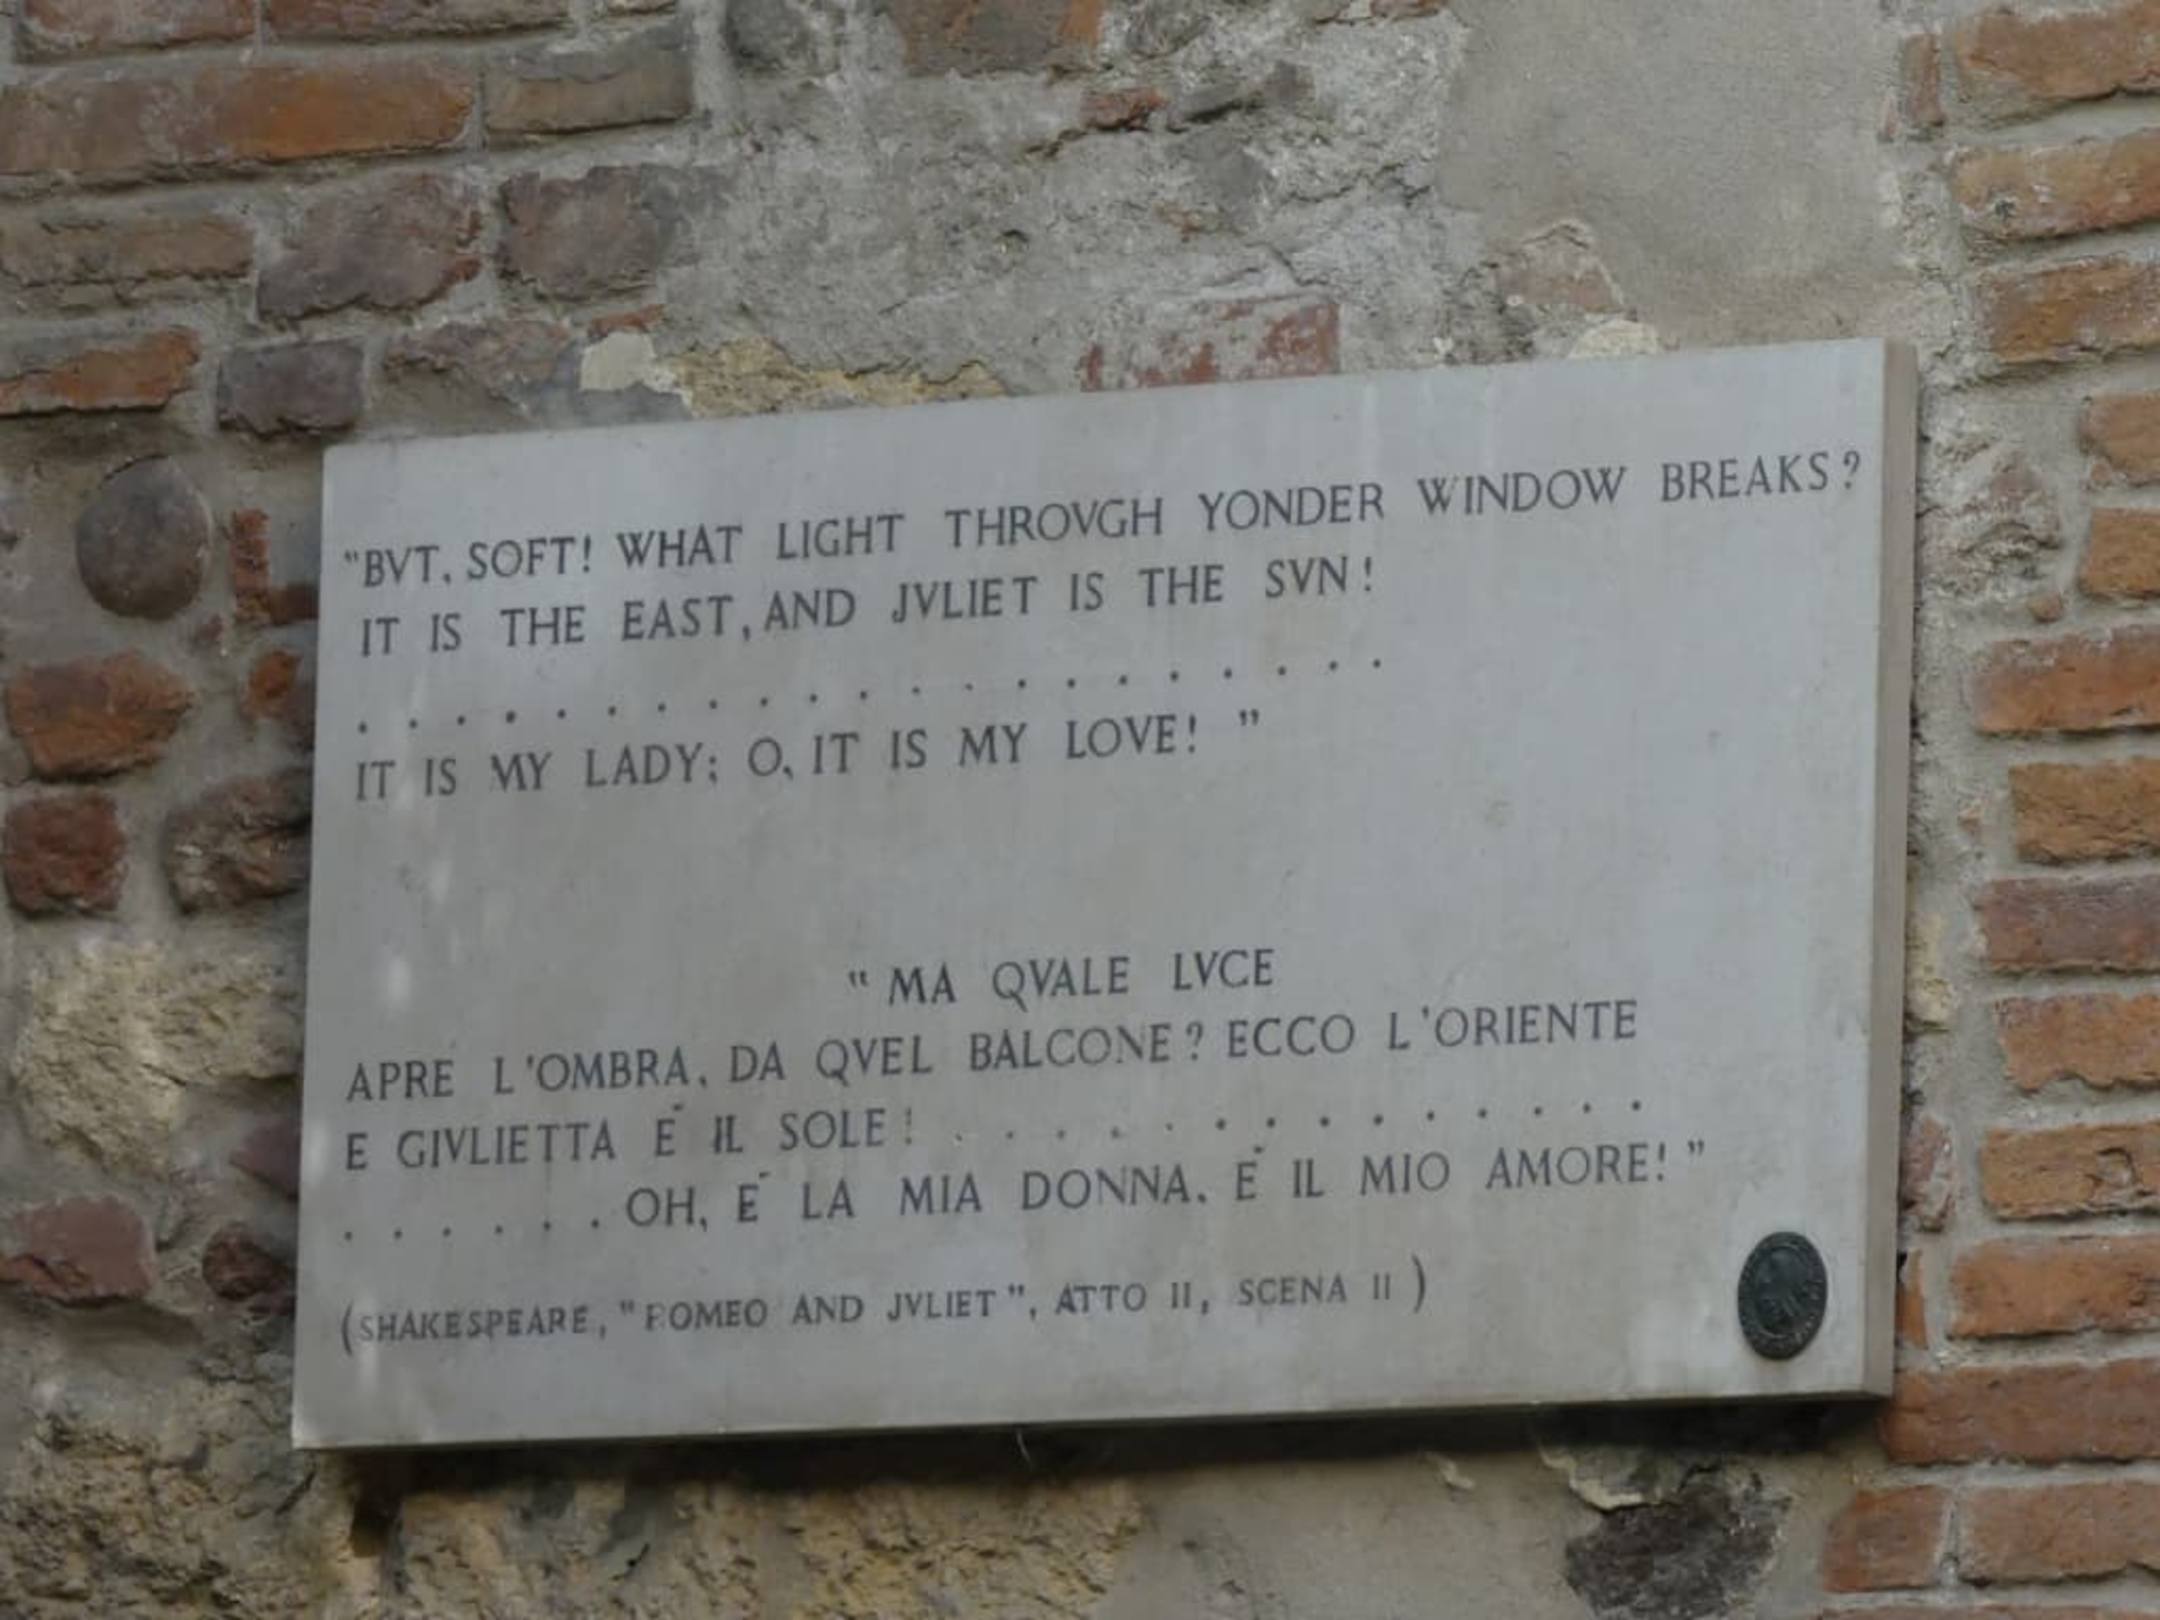 "BVT, SOFT! WHAT LIGHT THROVGH YONDER WINDOW BREAKS?
IT IS THE EAST, AND JVLIET IS THE SVN!
. . . . . . . . . . . . . . . . . . . . .
IT IS MY LADY; O, IT IS MY LOVE! "
" MA QVALE LVCE
APRE L'OMBRA, DA QVEL BALCONE? ECCO L'ORIENTE
E GIVLIETTA É IL SOLE! . . . . . . . . . . . . . .
. . . . . . OH, É LA MIA DONNA, É IL MIO AMORE!"
(SHAKESPEARE, "ROMEO AND JVLIET", ATTO II, SCENA II )